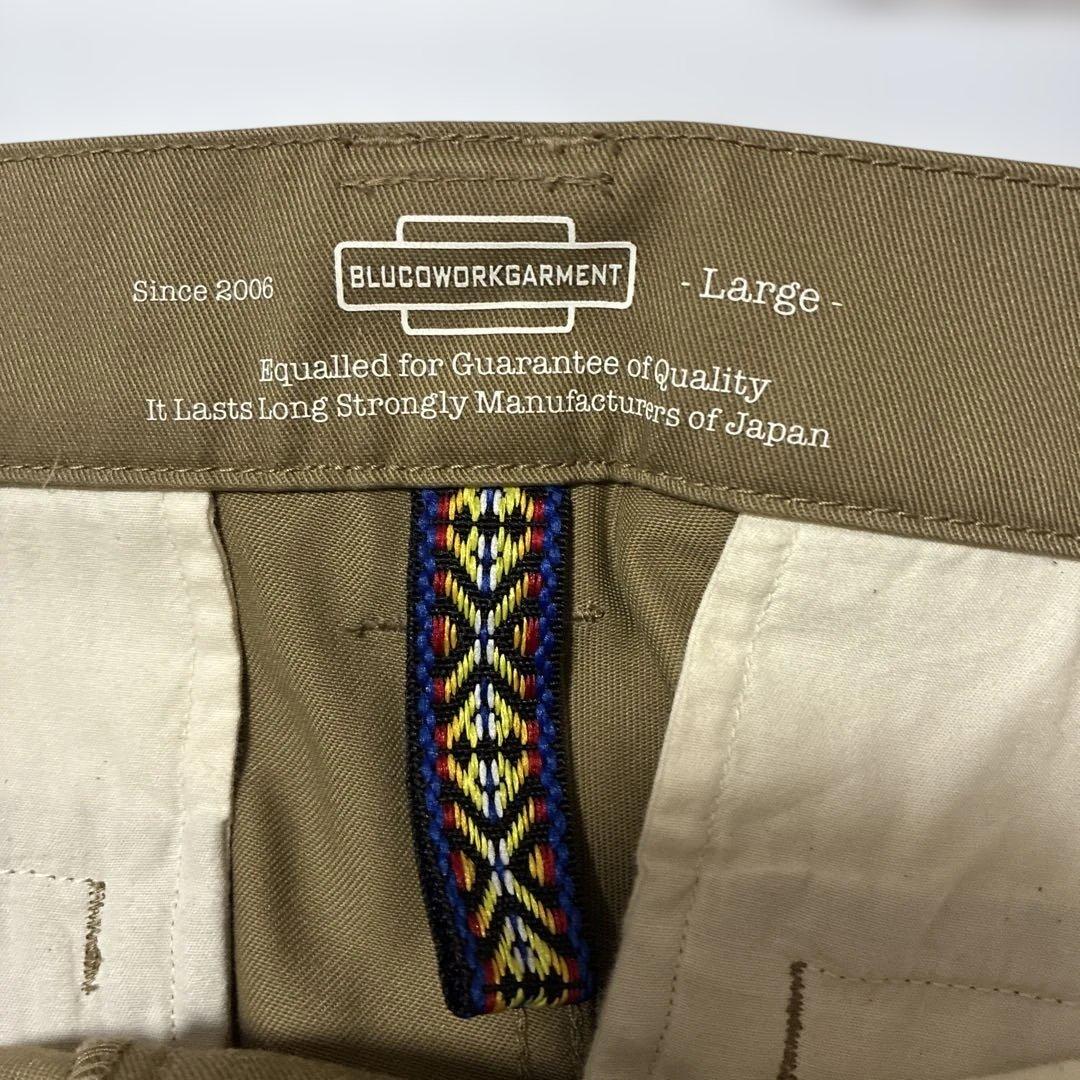 Since 2006
BLUCOWORKGARMENT
- Large -
Equalled for Guarantee of Quality
It Lasts Long Strongly Manufacturers of Japan